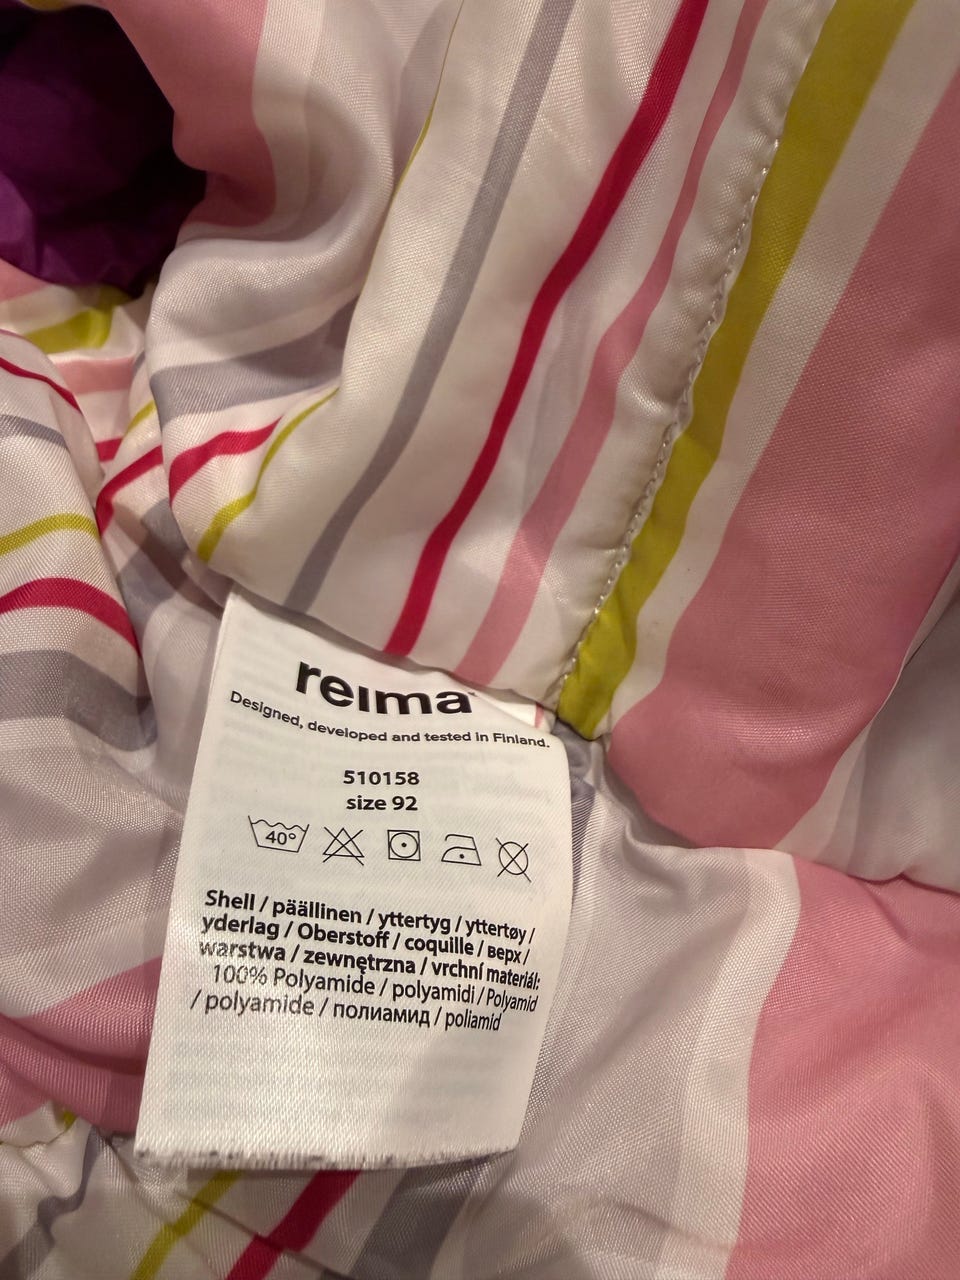 reima
Designed, developed and tested in Finland.
510158
size 92
40°
Shell / päällinen / yttertyg / yttertøy /
yderlag / Oberstoff / coquille / верх /
warstwa / zewnętrzna / vrchní materiál:
100% Polyamide / polyamidi / Polyamid
/ polyamide / полиамид / poliamid